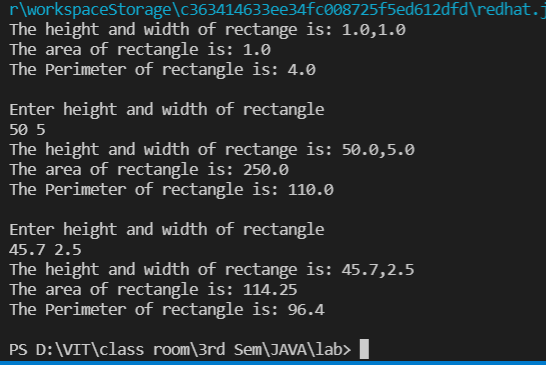 r\workspaceStorage\c363414633ee34fc008725f5ed612dfd\redhat.j
The height and width of rectange is: 1.0,1.0
The area of rectangle is: 1.0
The Perimeter of rectangle is: 4.0
Enter height and width of rectangle
50 5
The height and width of rectange is: 50.0,5.0
The area of rectangle is: 250.0
The Perimeter of rectangle is: 110.0
Enter height and width of rectangle
45.7 2.5
The height and width of rectange is: 45.7,2.5
The area of rectangle is: 114.25
The Perimeter of rectangle is: 96.4
PS D:\VIT\class room\3rd Sem\JAVA\lab>